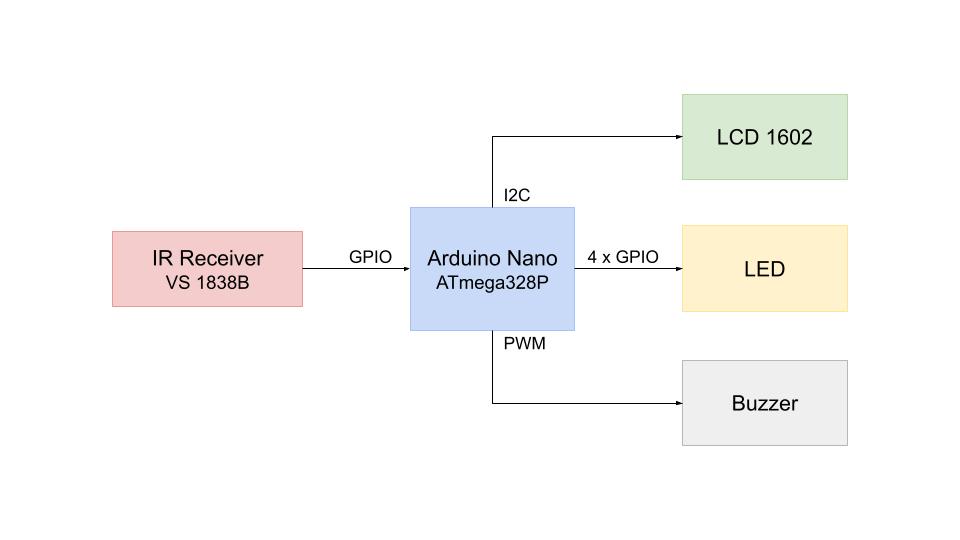 LCD 1602
I2C
IR Receiver
VS 1838B
GPIO
Arduino Nano
ATmega328P
4 x GPIO
LED
PWM
Buzzer